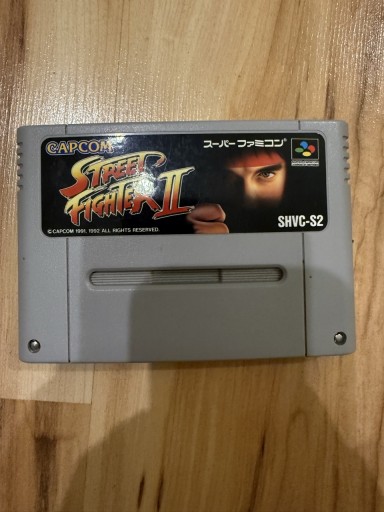 CAPCOM
スーパーファミコン
STREET
FIGHTER II
SHVC-S2
© CAPCOM 1991, 1992 ALL RIGHTS RESERVED.